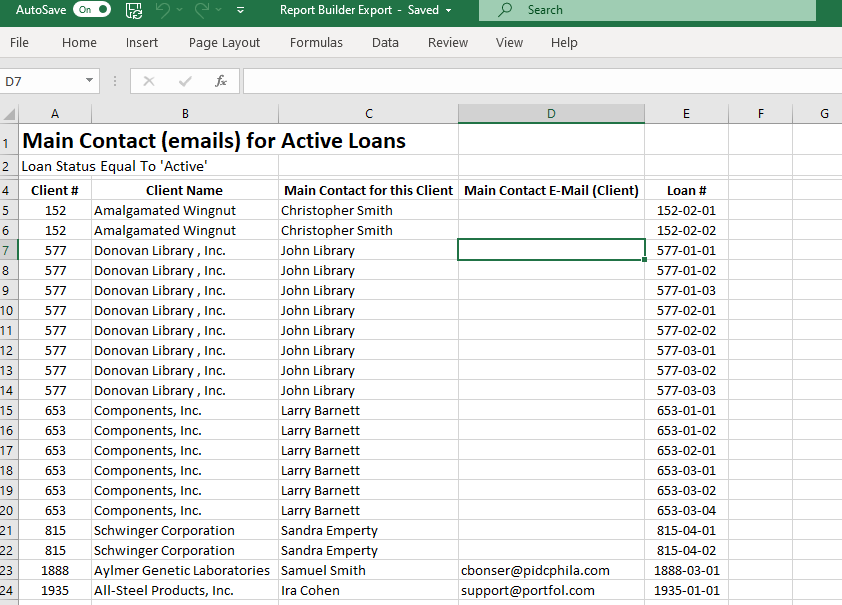 AutoSave On Report Builder Export - Saved Search
File Home Insert Page Layout Formulas Data Review View Help
D7 fx
A B C D E F G
1 Main Contact (emails) for Active Loans
2 Loan Status Equal To 'Active'
4 Client # Client Name Main Contact for this Client Main Contact E-Mail (Client) Loan #
5 152 Amalgamated Wingnut Christopher Smith 152-02-01
6 152 Amalgamated Wingnut Christopher Smith 152-02-02
7 577 Donovan Library , Inc. John Library 577-01-01
8 577 Donovan Library , Inc. John Library 577-01-02
9 577 Donovan Library , Inc. John Library 577-01-03
10 577 Donovan Library , Inc. John Library 577-02-01
11 577 Donovan Library , Inc. John Library 577-02-02
12 577 Donovan Library , Inc. John Library 577-03-01
13 577 Donovan Library , Inc. John Library 577-03-02
14 577 Donovan Library , Inc. John Library 577-03-03
15 653 Components, Inc. Larry Barnett 653-01-01
16 653 Components, Inc. Larry Barnett 653-01-02
17 653 Components, Inc. Larry Barnett 653-02-01
18 653 Components, Inc. Larry Barnett 653-03-01
19 653 Components, Inc. Larry Barnett 653-03-02
20 653 Components, Inc. Larry Barnett 653-03-04
21 815 Schwinger Corporation Sandra Emperty 815-04-01
22 815 Schwinger Corporation Sandra Emperty 815-04-02
23 1888 Aylmer Genetic Laboratories Samuel Smith cbonser@pidcphila.com 1888-03-01
24 1935 All-Steel Products, Inc. Ira Cohen support@portfol.com 1935-01-01